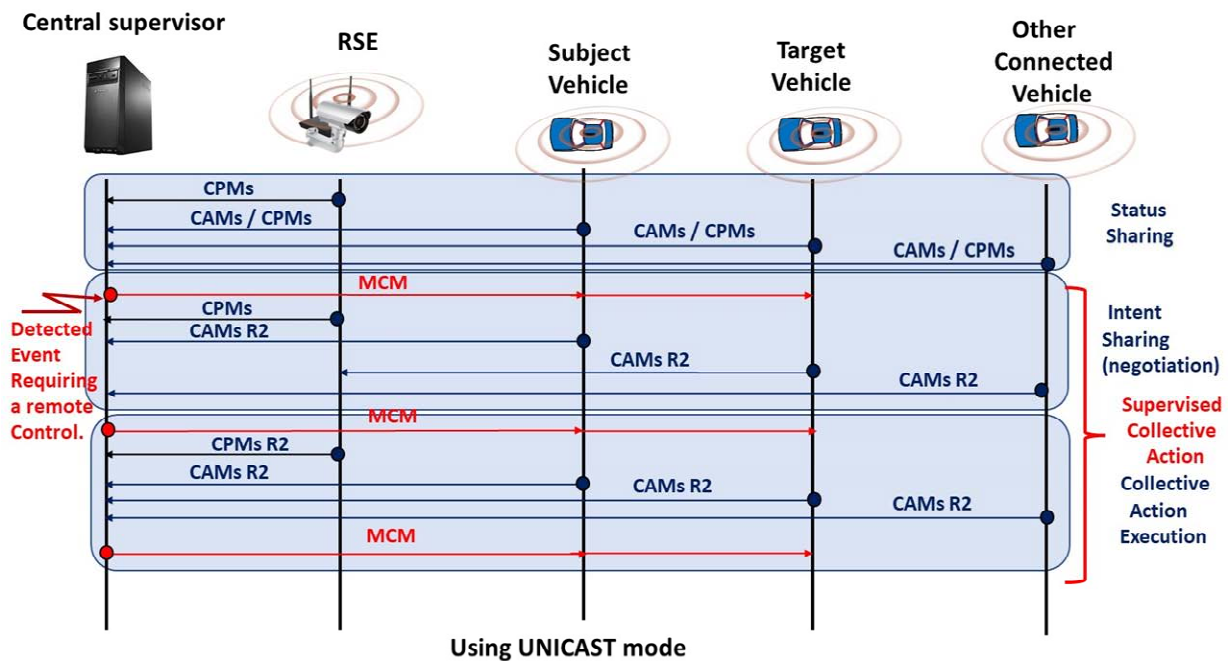 Central supervisor
RSE
Subject
Vehicle
Target
Vehicle
Other
Connected
Vehicle
CPMs
CAMs / CPMs
CAMs / CPMs
CAMs / CPMs
Status
Sharing
MCM
CPMs
CAMs R2
CAMs R2
CAMs R2
Detected
Event
Requiring
a remote
Control.
Intent
Sharing
(negotiation)
MCM
CPMs R2
CAMs R2
CAMs R2
CAMs R2
MCM
Supervised
Collective
Action
Collective
Action
Execution
Using UNICAST mode